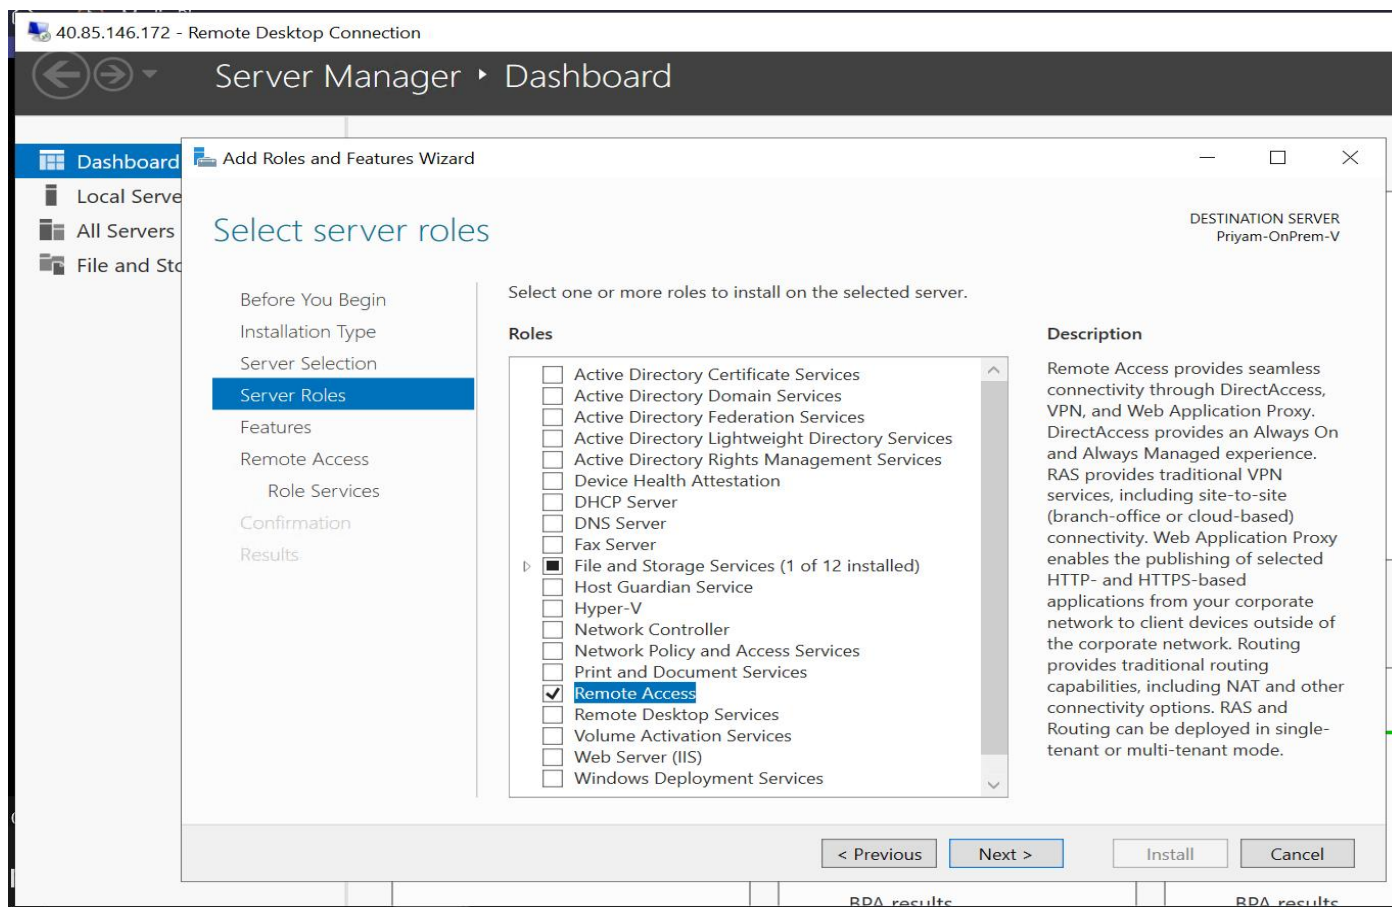 40.85.146.172 - Remote Desktop Connection
Server Manager ‣ Dashboard
Dashboard
Local Serve
All Servers
File and Sto
Add Roles and Features Wizard
Select server roles
DESTINATION SERVER
Priyam-OnPrem-V
Before You Begin
Installation Type
Server Selection
Server Roles
Features
Remote Access
Role Services
Confirmation
Results
Select one or more roles to install on the selected server.
Roles
Active Directory Certificate Services
Active Directory Domain Services
Active Directory Federation Services
Active Directory Lightweight Directory Services
Active Directory Rights Management Services
Device Health Attestation
DHCP Server
DNS Server
Fax Server
File and Storage Services (1 of 12 installed)
Host Guardian Service
Hyper-V
Network Controller
Network Policy and Access Services
Print and Document Services
Remote Access
Remote Desktop Services
Volume Activation Services
Web Server (IIS)
Windows Deployment Services
Description
Remote Access provides seamless
connectivity through DirectAccess,
VPN, and Web Application Proxy.
DirectAccess provides an Always On
and Always Managed experience.
RAS provides traditional VPN
services, including site-to-site
(branch-office or cloud-based)
connectivity. Web Application Proxy
enables the publishing of selected
HTTP- and HTTPS-based
applications from your corporate
network to client devices outside of
the corporate network. Routing
provides traditional routing
capabilities, including NAT and other
connectivity options. RAS and
Routing can be deployed in single-
tenant or multi-tenant mode.
< Previous
Next >
Install
Cancel
BPA results
BPA results